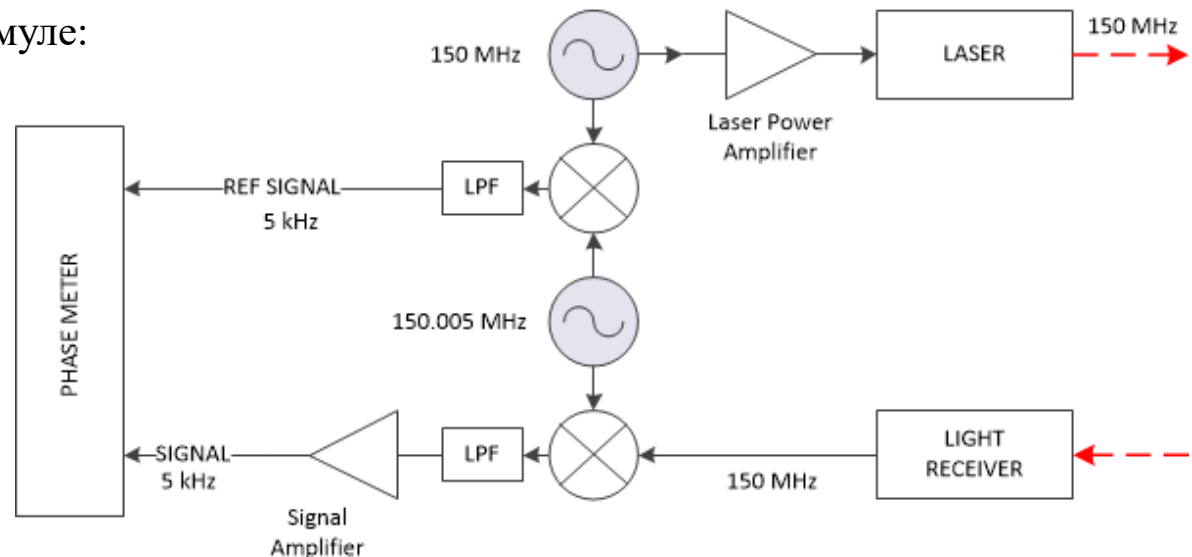 муле:
150 MHz
150 MHz
LASER
Laser Power
Amplifier
REF SIGNAL
5 kHz
LPF
PHASE METER
150.005 MHz
SIGNAL
5 kHz
LPF
150 MHz
LIGHT
RECEIVER
Signal
Amplifier